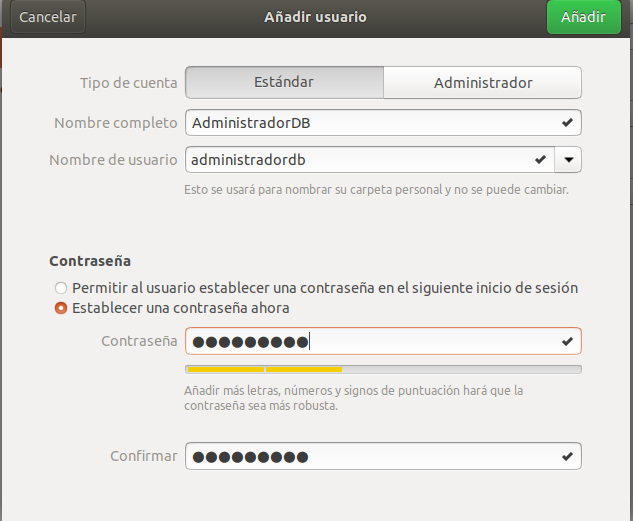 Cancelar
Añadir usuario
Añadir
Tipo de cuenta
Estándar
Administrador
Nombre completo
AdministradorDB
Nombre de usuario
administradordb
Esto se usará para nombrar su carpeta personal y no se puede cambiar.
Contraseña
Permitir al usuario establecer una contraseña en el siguiente inicio de sesión
Establecer una contraseña ahora
Contraseña
●●●●●●●●●
Añadir más letras, números y signos de puntuación hará que la
contraseña sea más robusta.
Confirmar
●●●●●●●●●